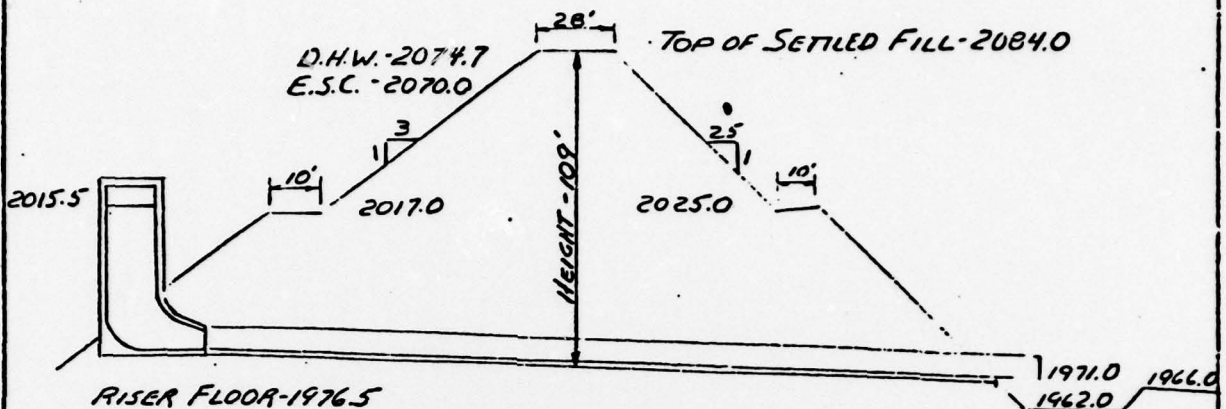 28'
TOP OF SETTLED FILL-2084.0
D.H.W.-2074.7
E.S.C.-2070.0
3
1
25
1
10'
10'
2015.5
2017.0
2025.0
HEIGHT-109'
1971.0
1966.0
1962.0
RISER FLOOR-1976.5